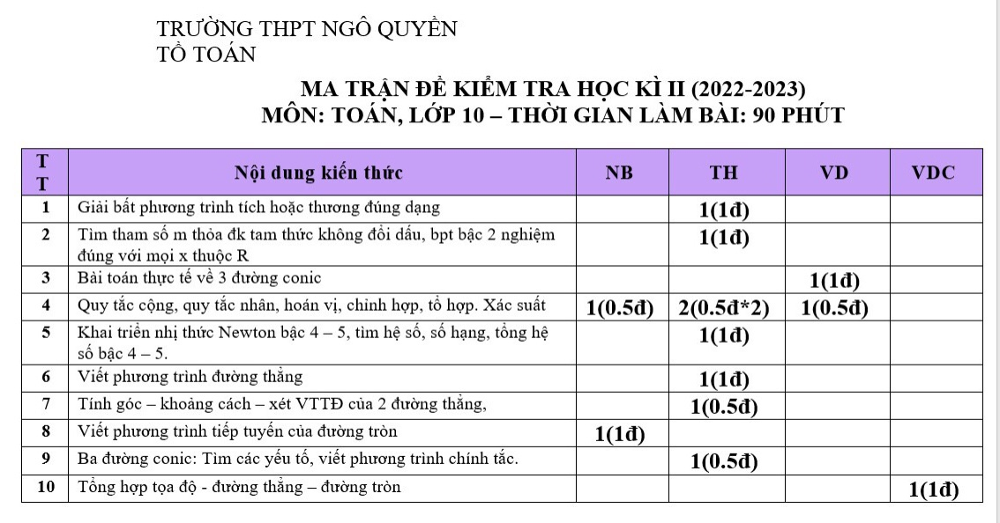 TRƯỜNG THPT NGÔ QUYỀN
TỔ TOÁN
MA TRẬN ĐỀ KIỂM TRA HỌC KÌ II (2022-2023)
MÔN: TOÁN, LỚP 10 – THỜI GIAN LÀM BÀI: 90 PHÚT
T
T
Nội dung kiến thức NB TH VD VDC
1 Giải bất phương trình tích hoặc thương đúng dạng 1(1đ)
2 Tìm tham số m thỏa đk tam thức không đổi dấu, bpt bậc 2 nghiệm 1(1đ)
đúng với mọi x thuộc R
3 Bài toán thực tế về 3 đường conic 1(1đ)
4 Quy tắc cộng, quy tắc nhân, hoán vị, chỉnh hợp, tổ hợp. Xác suất 1(0.5đ) 2(0.5đ*2) 1(0.5đ)
5 Khai triển nhị thức Newton bậc 4 – 5, tìm hệ số, số hạng, tổng hệ 1(1đ)
số bậc 4 – 5.
6 Viết phương trình đường thẳng 1(1đ)
7 Tính góc – khoảng cách – xét VTTĐ của 2 đường thẳng, 1(0.5đ)
8 Viết phương trình tiếp tuyến của đường tròn 1(1đ)
9 Ba đường conic: Tìm các yếu tố, viết phương trình chính tắc. 1(0.5đ)
10 Tổng hợp tọa độ - đường thẳng – đường tròn 1(1đ)